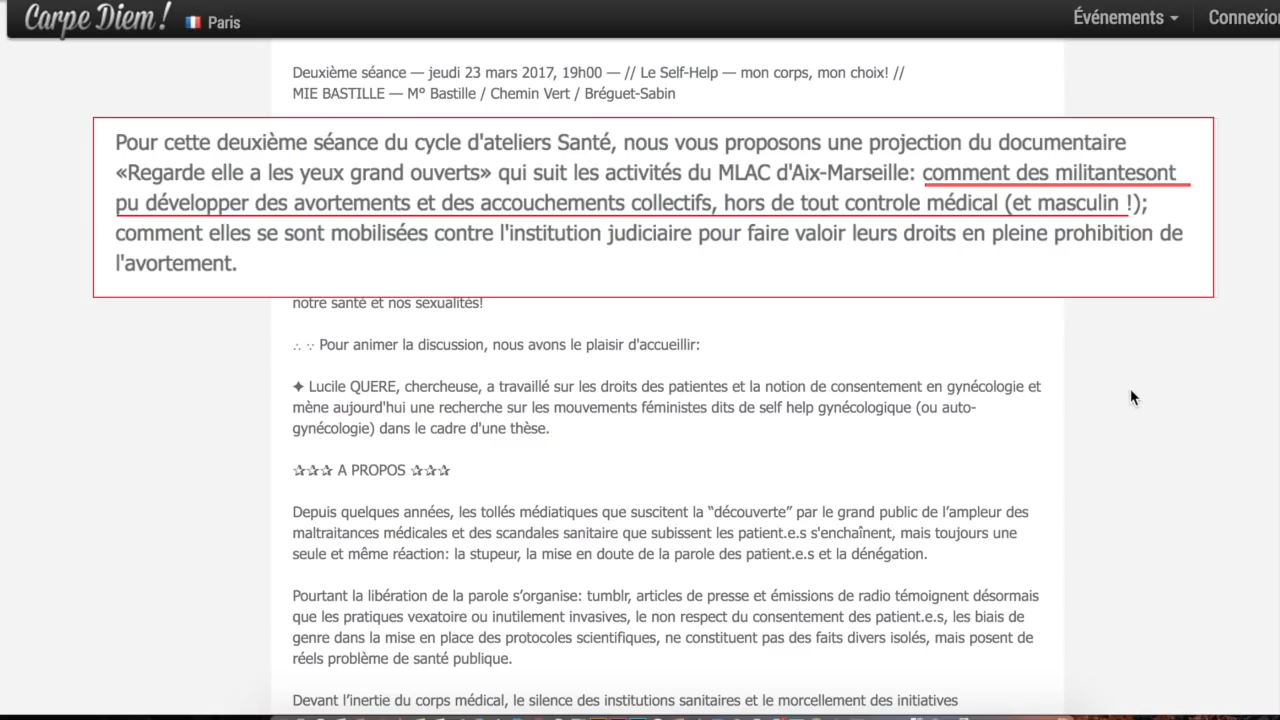 Carpe Diem !
Paris
Événements
Connexio
Deuxième séance — jeudi 23 mars 2017, 19h00 — // Le Self-Help — mon corps, mon choix! //
MIE BASTILLE — M° Bastille / Chemin Vert / Bréguet-Sabin
Pour cette deuxième séance du cycle d'ateliers Santé, nous vous proposons une projection du documentaire
«Regarde elle a les yeux grand ouverts» qui suit les activités du MLAC d'Aix-Marseille: comment des militantesont
pu développer des avortements et des accouchements collectifs, hors de tout controle médical (et masculin !);
comment elles se sont mobilisées contre l'institution judiciaire pour faire valoir leurs droits en pleine prohibition de
l'avortement.
notre santé et nos sexualités!
∴ ∵ Pour animer la discussion, nous avons le plaisir d'accueillir:
✦ Lucile QUERE, chercheuse, a travaillé sur les droits des patientes et la notion de consentement en gynécologie et
mène aujourd'hui une recherche sur les mouvements féministes dits de self help gynécologique (ou auto-
gynécologie) dans le cadre d'une thèse.
✰✰✰ A PROPOS ✰✰✰
Depuis quelques années, les tollés médiatiques que suscitent la “découverte” par le grand public de l’ampleur des
maltraitances médicales et des scandales sanitaire que subissent les patient.e.s s'enchaînent, mais toujours une
seule et même réaction: la stupeur, la mise en doute de la parole des patient.e.s et la dénégation.
Pourtant la libération de la parole s’organise: tumblr, articles de presse et émissions de radio témoignent désormais
que les pratiques vexatoire ou inutilement invasives, le non respect du consentement des patient.e.s, les biais de
genre dans la mise en place des protocoles scientifiques, ne constituent pas des faits divers isolés, mais posent de
réels problème de santé publique.
Devant l’inertie du corps médical, le silence des institutions sanitaires et le morcellement des initiatives